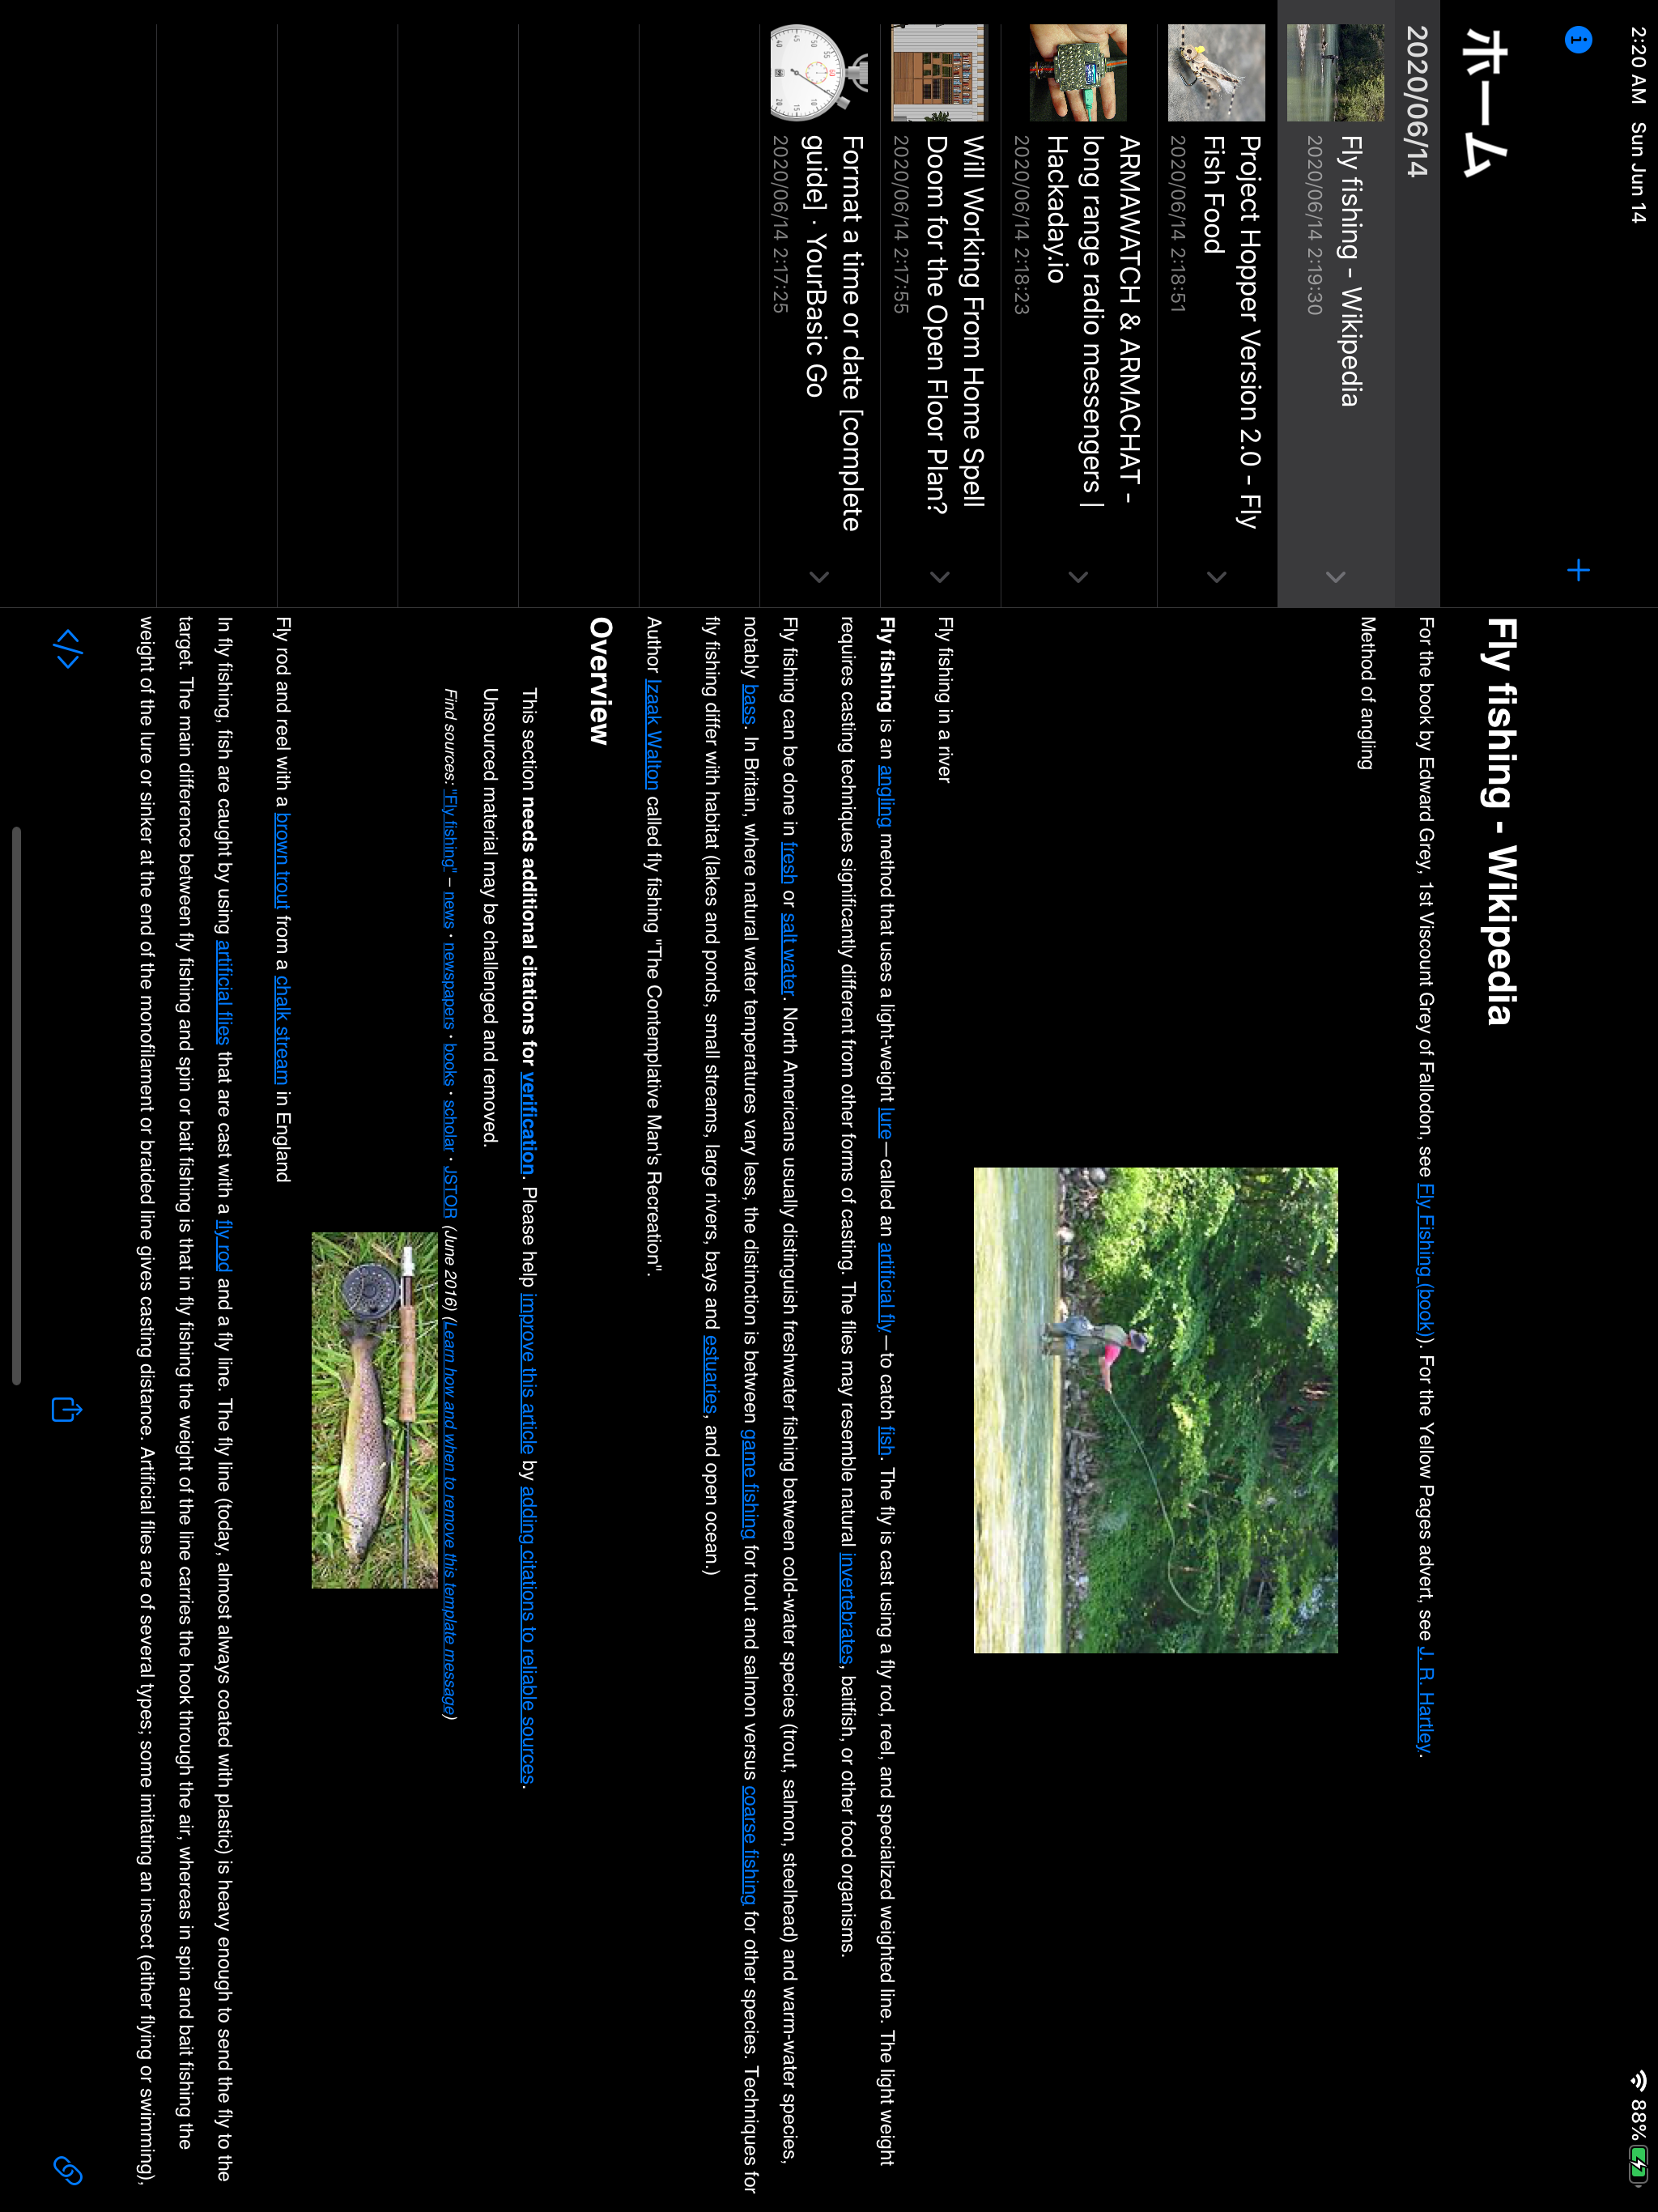 2:20 AM Sun Jun 14
88%
ホーム
2020/06/14
Fly fishing - Wikipedia
2020/06/14 2:19:30
Project Hopper Version 2.0 - Fly
Fish Food
2020/06/14 2:18:51
ARMAWATCH & ARMACHAT -
long range radio messengers |
Hackaday.io
2020/06/14 2:18:23
Will Working From Home Spell
Doom for the Open Floor Plan?
2020/06/14 2:17:55
Format a time or date [complete
guide] · YourBasic Go
2020/06/14 2:17:25
Fly fishing - Wikipedia
For the book by Edward Grey, 1st Viscount Grey of Fallodon, see Fly Fishing (book)). For the Yellow Pages advert, see J. R. Hartley.
Method of angling
Fly fishing in a river
Fly fishing is an angling method that uses a light-weight lure—called an artificial fly—to catch fish. The fly is cast using a fly rod, reel, and specialized weighted line. The light weight
requires casting techniques significantly different from other forms of casting. The flies may resemble natural invertebrates, baitfish, or other food organisms.
Fly fishing can be done in fresh or salt water. North Americans usually distinguish freshwater fishing between cold-water species (trout, salmon, steelhead) and warm-water species,
notably bass. In Britain, where natural water temperatures vary less, the distinction is between game fishing for trout and salmon versus coarse fishing for other species. Techniques for
fly fishing differ with habitat (lakes and ponds, small streams, large rivers, bays and estuaries, and open ocean.)
Author Izaak Walton called fly fishing "The Contemplative Man's Recreation".
Overview
This section needs additional citations for verification. Please help improve this article by adding citations to reliable sources.
Unsourced material may be challenged and removed.
Find sources: "Fly fishing" – news · newspapers · books · scholar · JSTOR (June 2016) (Learn how and when to remove this template message)
Fly rod and reel with a brown trout from a chalk stream in England
In fly fishing, fish are caught by using artificial flies that are cast with a fly rod and a fly line. The fly line (today, almost always coated with plastic) is heavy enough to send the fly to the
target. The main difference between fly fishing and spin or bait fishing is that in fly fishing the weight of the line carries the hook through the air, whereas in spin and bait fishing the
weight of the lure or sinker at the end of the monofilament or braided line gives casting distance. Artificial flies are of several types; some imitating an insect (either flying or swimming),